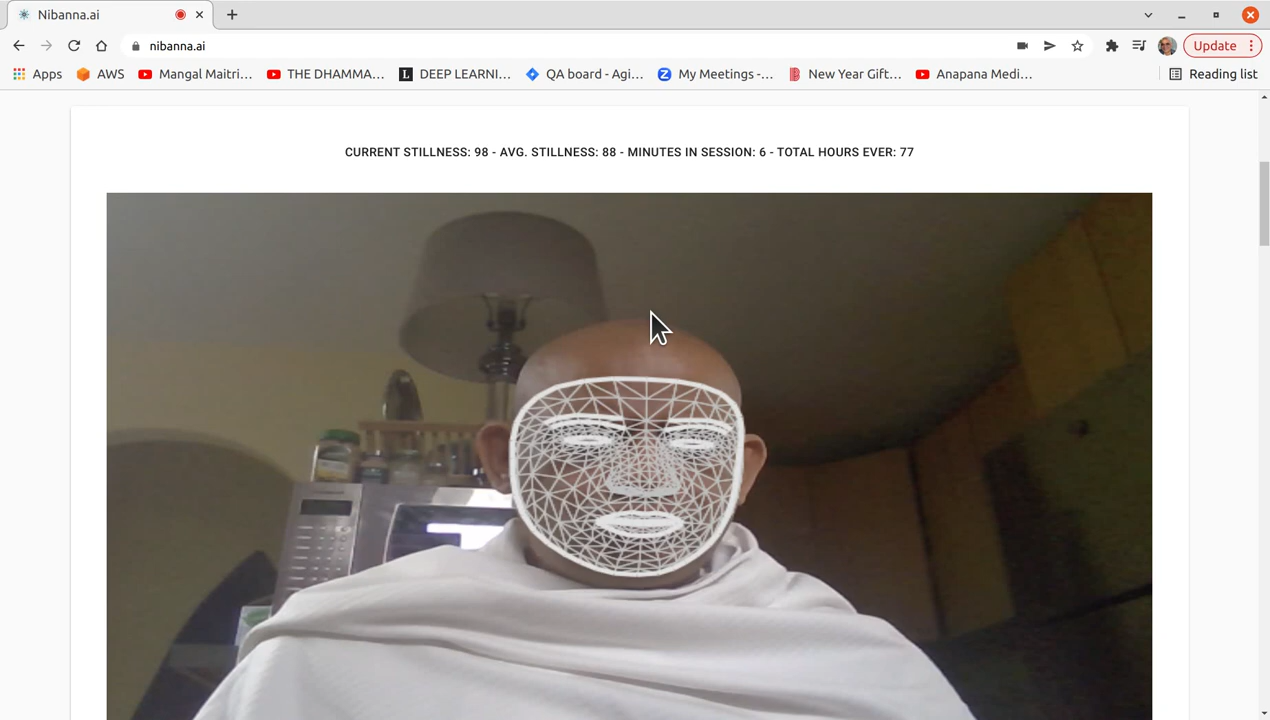 Nibanna.ai
nibanna.ai
Update
Apps
AWS
Mangal Maitri...
THE DHAMMA...
DEEP LEARNI...
QA board - Agi...
My Meetings -...
New Year Gift...
Anapana Medi...
Reading list
CURRENT STILLNESS: 98 - AVG. STILLNESS: 88 - MINUTES IN SESSION: 6 - TOTAL HOURS EVER: 77